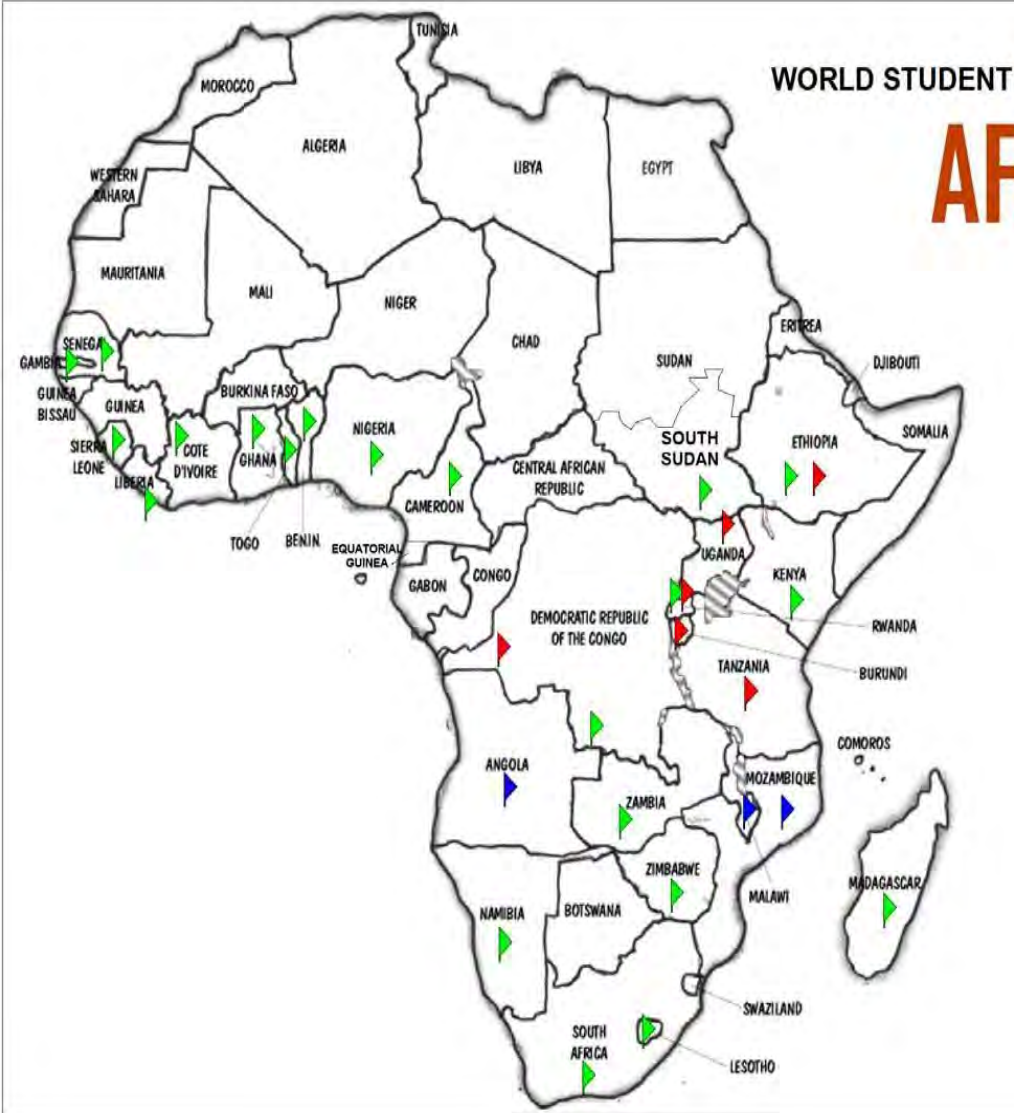 TUNISIA
WORLD STUDENT
AF
MOROCCO
ALGERIA
LIBYA
EGYPT
WESTERN
SAHARA
MAURITANIA
MALI
NIGER
CHAD
SUDAN
ERITREA
DJIBOUTI
SENEGA
GAMBIA
GUINEA
BISSAU
GUINEA
BURKINA FASO
NIGERIA
SIERRA
LEONE
COTE
D'IVOIRE
GHANA
LIBERIA
CENTRAL AFRICAN
REPUBLIC
SOUTH
SUDAN
ETHIOPIA
SOMALIA
CAMEROON
TOGO
BENIN
EQUATORIAL
GUINEA
GABON
CONGO
UGANDA
KENYA
DEMOCRATIC REPUBLIC
OF THE CONGO
RWANDA
BURUNDI
TANZANIA
COMOROS
ANGOLA
ZAMBIA
MOZAMBIQUE
ZIMBABWE
MALAWI
MADAGASCAR
NAMIBIA
BOTSWANA
SWAZILAND
SOUTH
AFRICA
LESOTHO